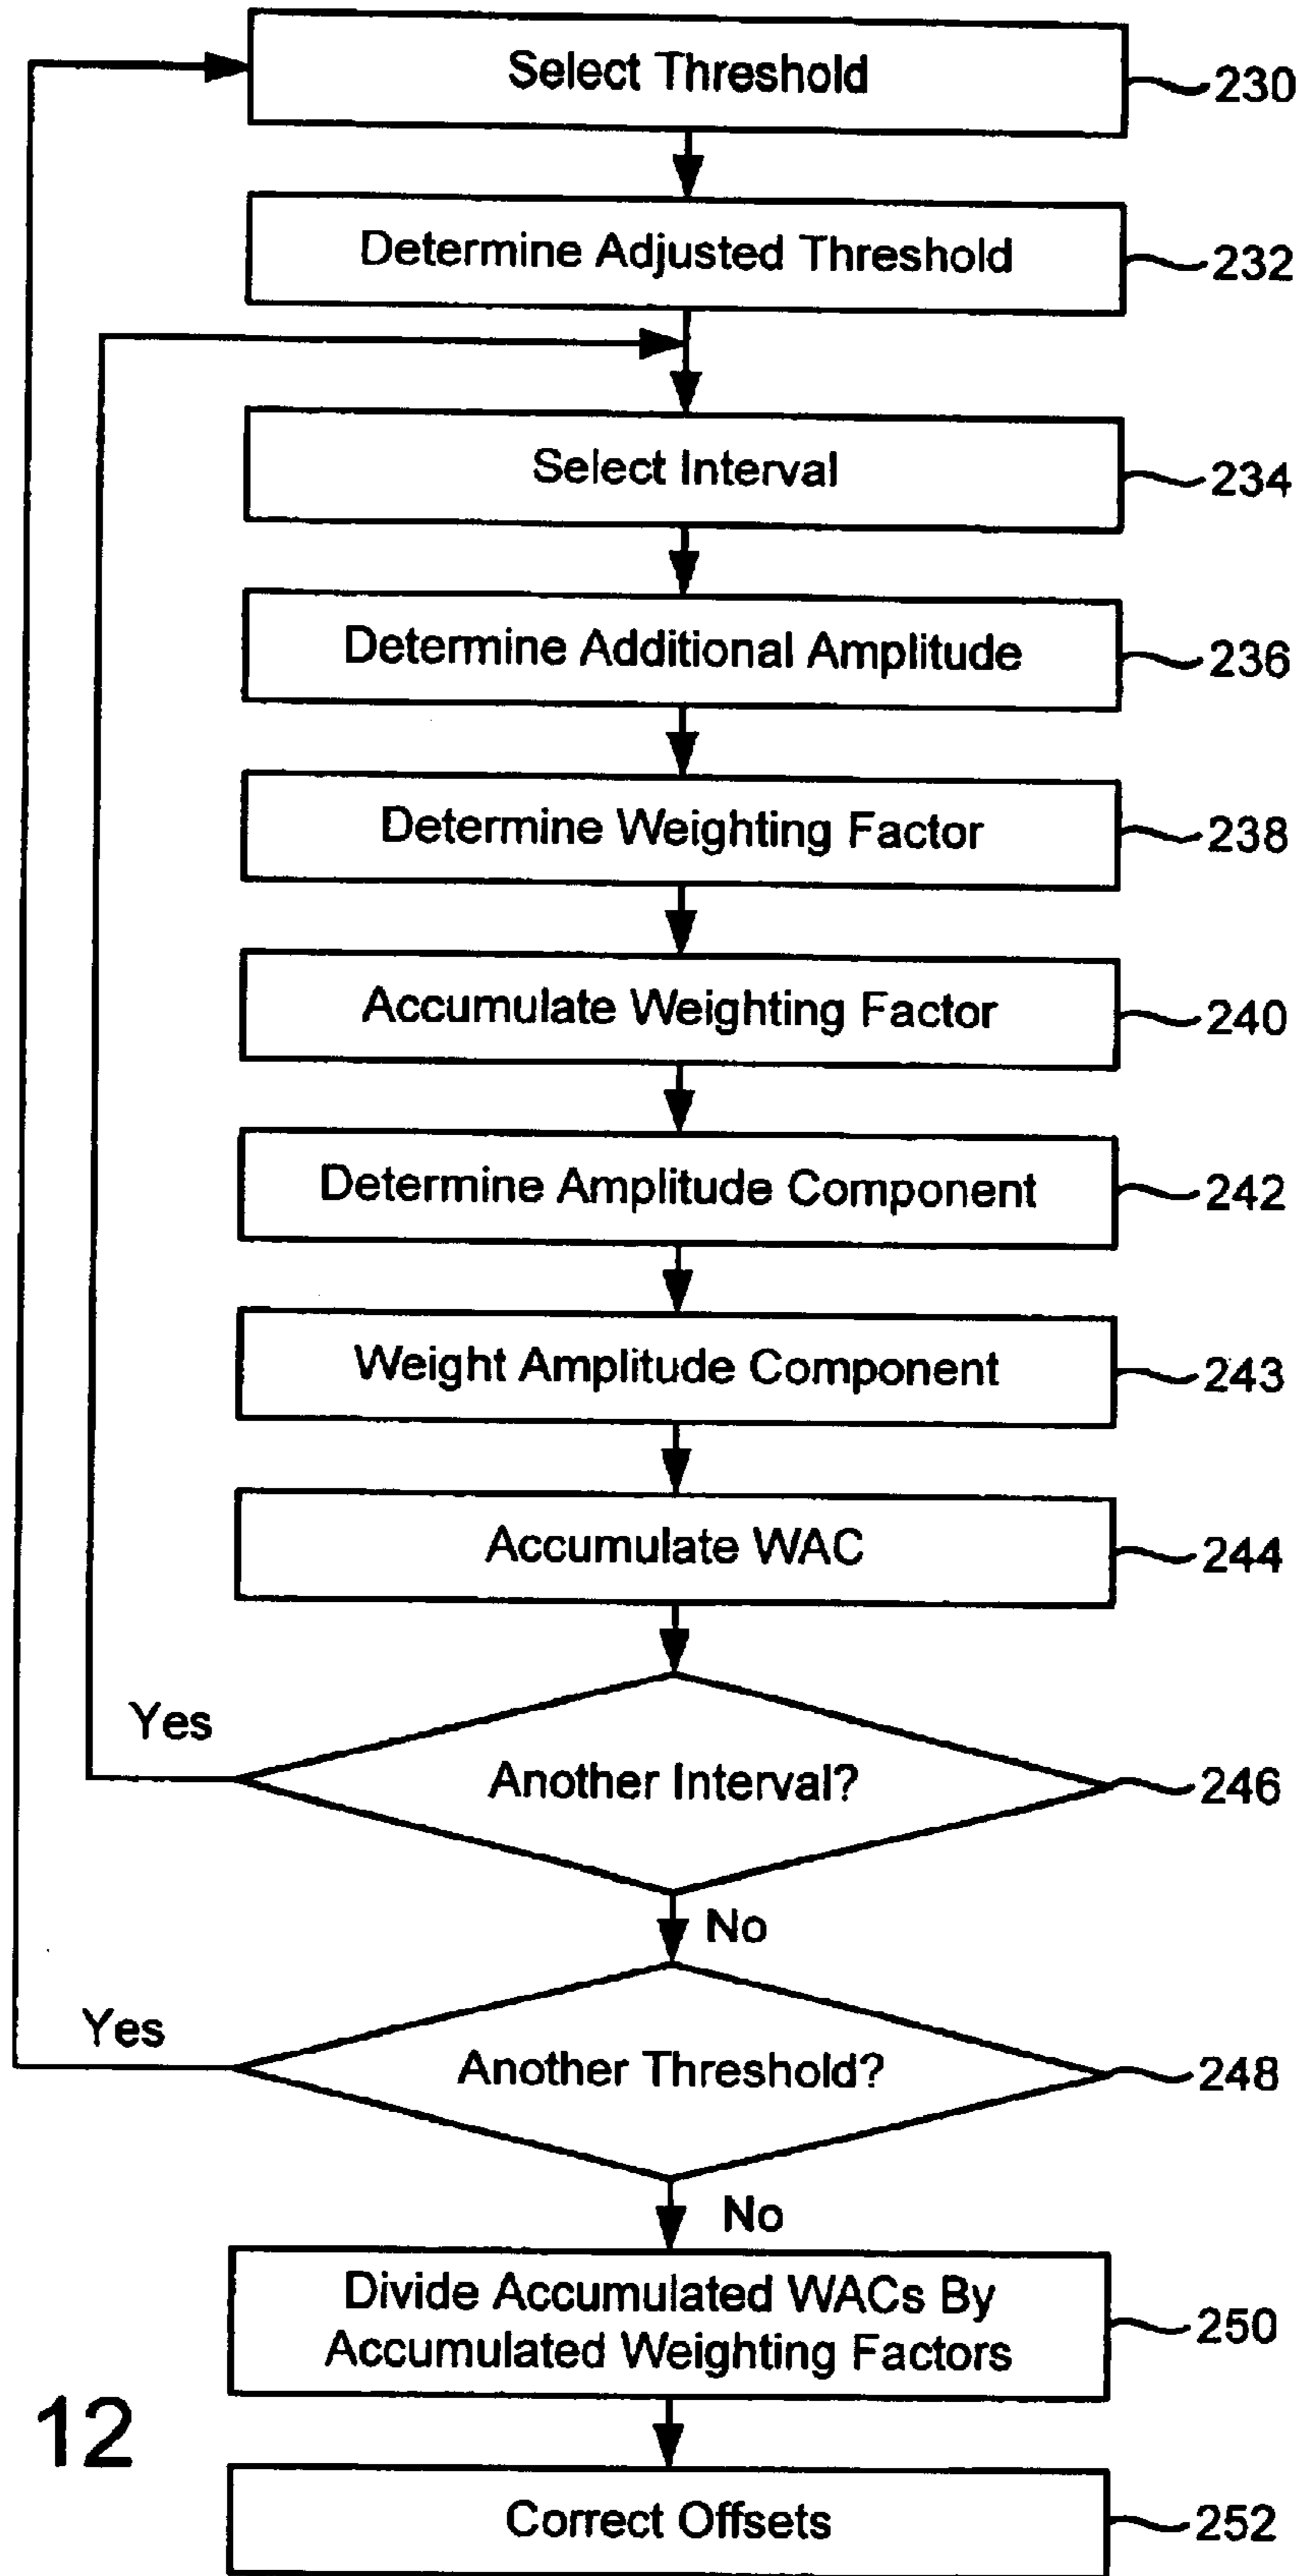 Select Threshold
230
Determine Adjusted Threshold
232
Select Interval
234
Determine Additional Amplitude
236
Determine Weighting Factor
238
Accumulate Weighting Factor
240
Determine Amplitude Component
242
Weight Amplitude Component
243
Accumulate WAC
244
Yes
Another Interval?
246
No
Yes
Another Threshold?
248
No
Divide Accumulated WACs By
Accumulated Weighting Factors
250
12
Correct Offsets
252